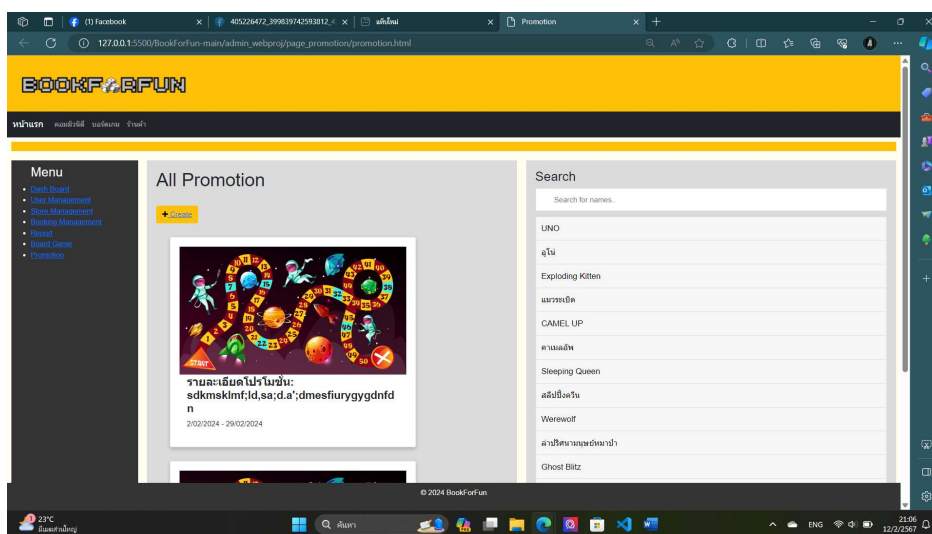 (1) Facebook
405226472_399839742593812_4
แท็บใหม่
Promotion
127.0.0.1:5500/BookForFun-main/admin_webproj/page_promotion/promotion.html
BOOKFORFUN
หน้าแรก คอมมิวนิตี บอร์ดเกม ร้านค้า
Menu
Dash Board
User Management
Store Management
Booking Management
Report
Board Game
Promotion
All Promotion
+ Create
START
รายละเอียดโปรโมชั่น:
sdkmsklmf;ld,sa;d.a';dmesfiurygygdnfd
n
2/02/2024 - 29/02/2024
Search
Search for names..
UNO
อูโน่
Exploding Kitten
แมวระเบิด
CAMEL UP
คาเมลอัพ
Sleeping Queen
สลีปปิ้งควีน
Werewolf
ล่าปริศนามนุษย์หมาป่า
Ghost Blitz
© 2024 BookForFun
23°C
มีเมฆส่วนใหญ่
ค้นหา
ENG
21:06
12/2/2567